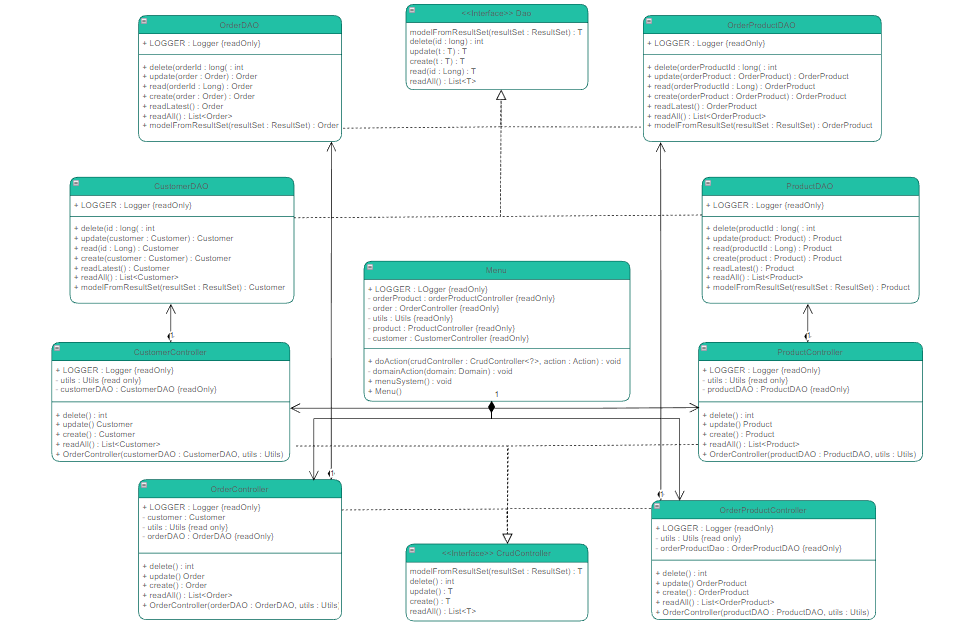 <<Interface>> Dao
modelFromResultSet(resultSet : ResultSet) : T
delete(id : long) : int
update(t : T) : T
create(t : T) : T
read(id : Long) : T
readAll() : List<T>
OrderDAO
+ LOGGER : Logger {readOnly}
+ delete(orderId : long( : int
+ update(order : Order) : Order
+ read(orderId : Long) : Order
+ create(order : Order) : Order
+ readLatest() : Order
+ readAll() : List<Order>
+ modelFromResultSet(resultSet : ResultSet) : Order
OrderProductDAO
+ LOGGER : Logger {readOnly}
+ delete(orderProductId : long( : int
+ update(orderProduct : OrderProduct) : OrderProduct
+ read(orderProductId : Long) : OrderProduct
+ create(orderProduct : OrderProduct) : OrderProduct
+ readLatest() : OrderProduct
+ readAll() : List<OrderProduct>
+ modelFromResultSet(resultSet : ResultSet) : OrderProduct
CustomerDAO
+ LOGGER : Logger {readOnly}
+ delete(id : long( : int
+ update(customer : Customer) : Customer
+ read(id : Long) : Customer
+ create(customer : Customer) : Customer
+ readLatest() : Customer
+ readAll() : List<Customer>
+ modelFromResultSet(resultSet : ResultSet) : Customer
ProductDAO
+ LOGGER : Logger {readOnly}
+ delete(productId : long( : int
+ update(product: Product) : Product
+ read(productId : Long) : Product
+ create(product : Product) : Product
+ readLatest() : Product
+ readAll() : List<Product>
+ modelFromResultSet(resultSet : ResultSet) : Product
Menu
+ LOGGER : LOgger {readOnly}
- orderProduct : orderProductController {readOnly}
- order : OrderController {readOnly}
- utils : Utils {readOnly}
- product : ProductController {readOnly}
- customer : CustomerController {readOnly}
+ doAction(crudController : CrudController<?>, action : Action) : void
- domainAction(domain: Domain) : void
+ menuSystem() : void
+ Menu()
1
1
CustomerController
+ LOGGER : Logger {readOnly}
- utils : Utils {read only}
- customerDAO : CustomerDAO {readOnly}
+ delete() : int
+ update() Customer
+ create() : Customer
+ readAll() : List<Customer>
+ OrderController(customerDAO : CustomerDAO, utils : Utils)
1
ProductController
+ LOGGER : Logger {readOnly}
- utils : Utils {read only}
- productDAO : ProductDAO {readOnly}
+ delete() : int
+ update() Product
+ create() : Product
+ readAll() : List<Product>
+ OrderController(productDAO : ProductDAO, utils : Utils)
1
OrderController
+ LOGGER : Logger {readOnly}
- customer : Customer
- utils : Utils {read only}
- orderDAO : OrderDAO {readOnly}
+ delete() : int
+ update() Order
+ create() : Order
+ readAll() : List<Order>
+ OrderController(orderDAO : OrderDAO, utils : Utils)
<<Interface>> CrudController
modelFromResultSet(resultSet : ResultSet) : T
delete() : int
update() : T
create() : T
readAll() : List<T>
1
OrderProductController
+ LOGGER : Logger {readOnly}
- utils : Utils {read only}
- orderProductDao : OrderProductDAO {readOnly}
+ delete() : int
+ update() OrderProduct
+ create() : OrderProduct
+ readAll() : List<OrderProduct>
+ OrderController(productDAO : ProductDAO, utils : Utils)